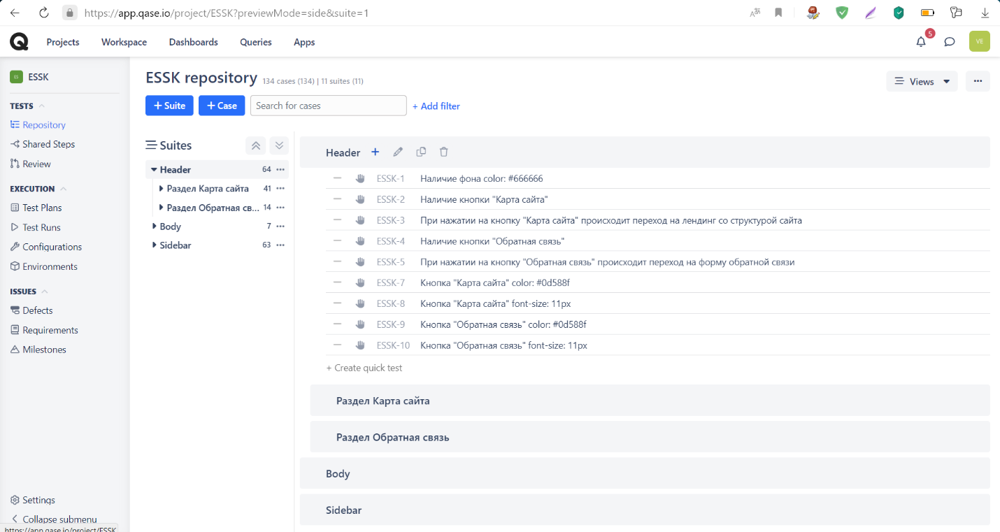 https://app.qase.io/project/ESSK?previewMode=side&suite=1
Projects Workspace Dashboards Queries Apps 5 VE
ESSK
TESTS
Repository
Shared Steps
Review
EXECUTION
Test Plans
Test Runs
Configurations
Environments
ISSUES
Defects
Requirements
Milestones
Settings
Collapse submenu
https://app.qase.io/project/ESSK
ESSK repository 134 cases (134) | 11 suites (11)
Views
+ Suite + Case Search for cases + Add filter
Suites
Header 64
Раздел Карта сайта 41
Раздел Обратная св... 14
Body 7
Sidebar 63
Header
ESSK-1 Наличие фона color: #666666
ESSK-2 Наличие кнопки "Карта сайта"
ESSK-3 При нажатии на кнопку "Карта сайта" происходит переход на лендинг со структурой сайта
ESSK-4 Наличие кнопки "Обратная связь"
ESSK-5 При нажатии на кнопку "Обратная связь" происходит переход на форму обратной связи
ESSK-7 Кнопка "Карта сайта" color: #0d588f
ESSK-8 Кнопка "Карта сайта" font-size: 11px
ESSK-9 Кнопка "Обратная связь" color: #0d588f
ESSK-10 Кнопка "Обратная связь" font-size: 11px
+ Create quick test
Раздел Карта сайта
Раздел Обратная связь
Body
Sidebar